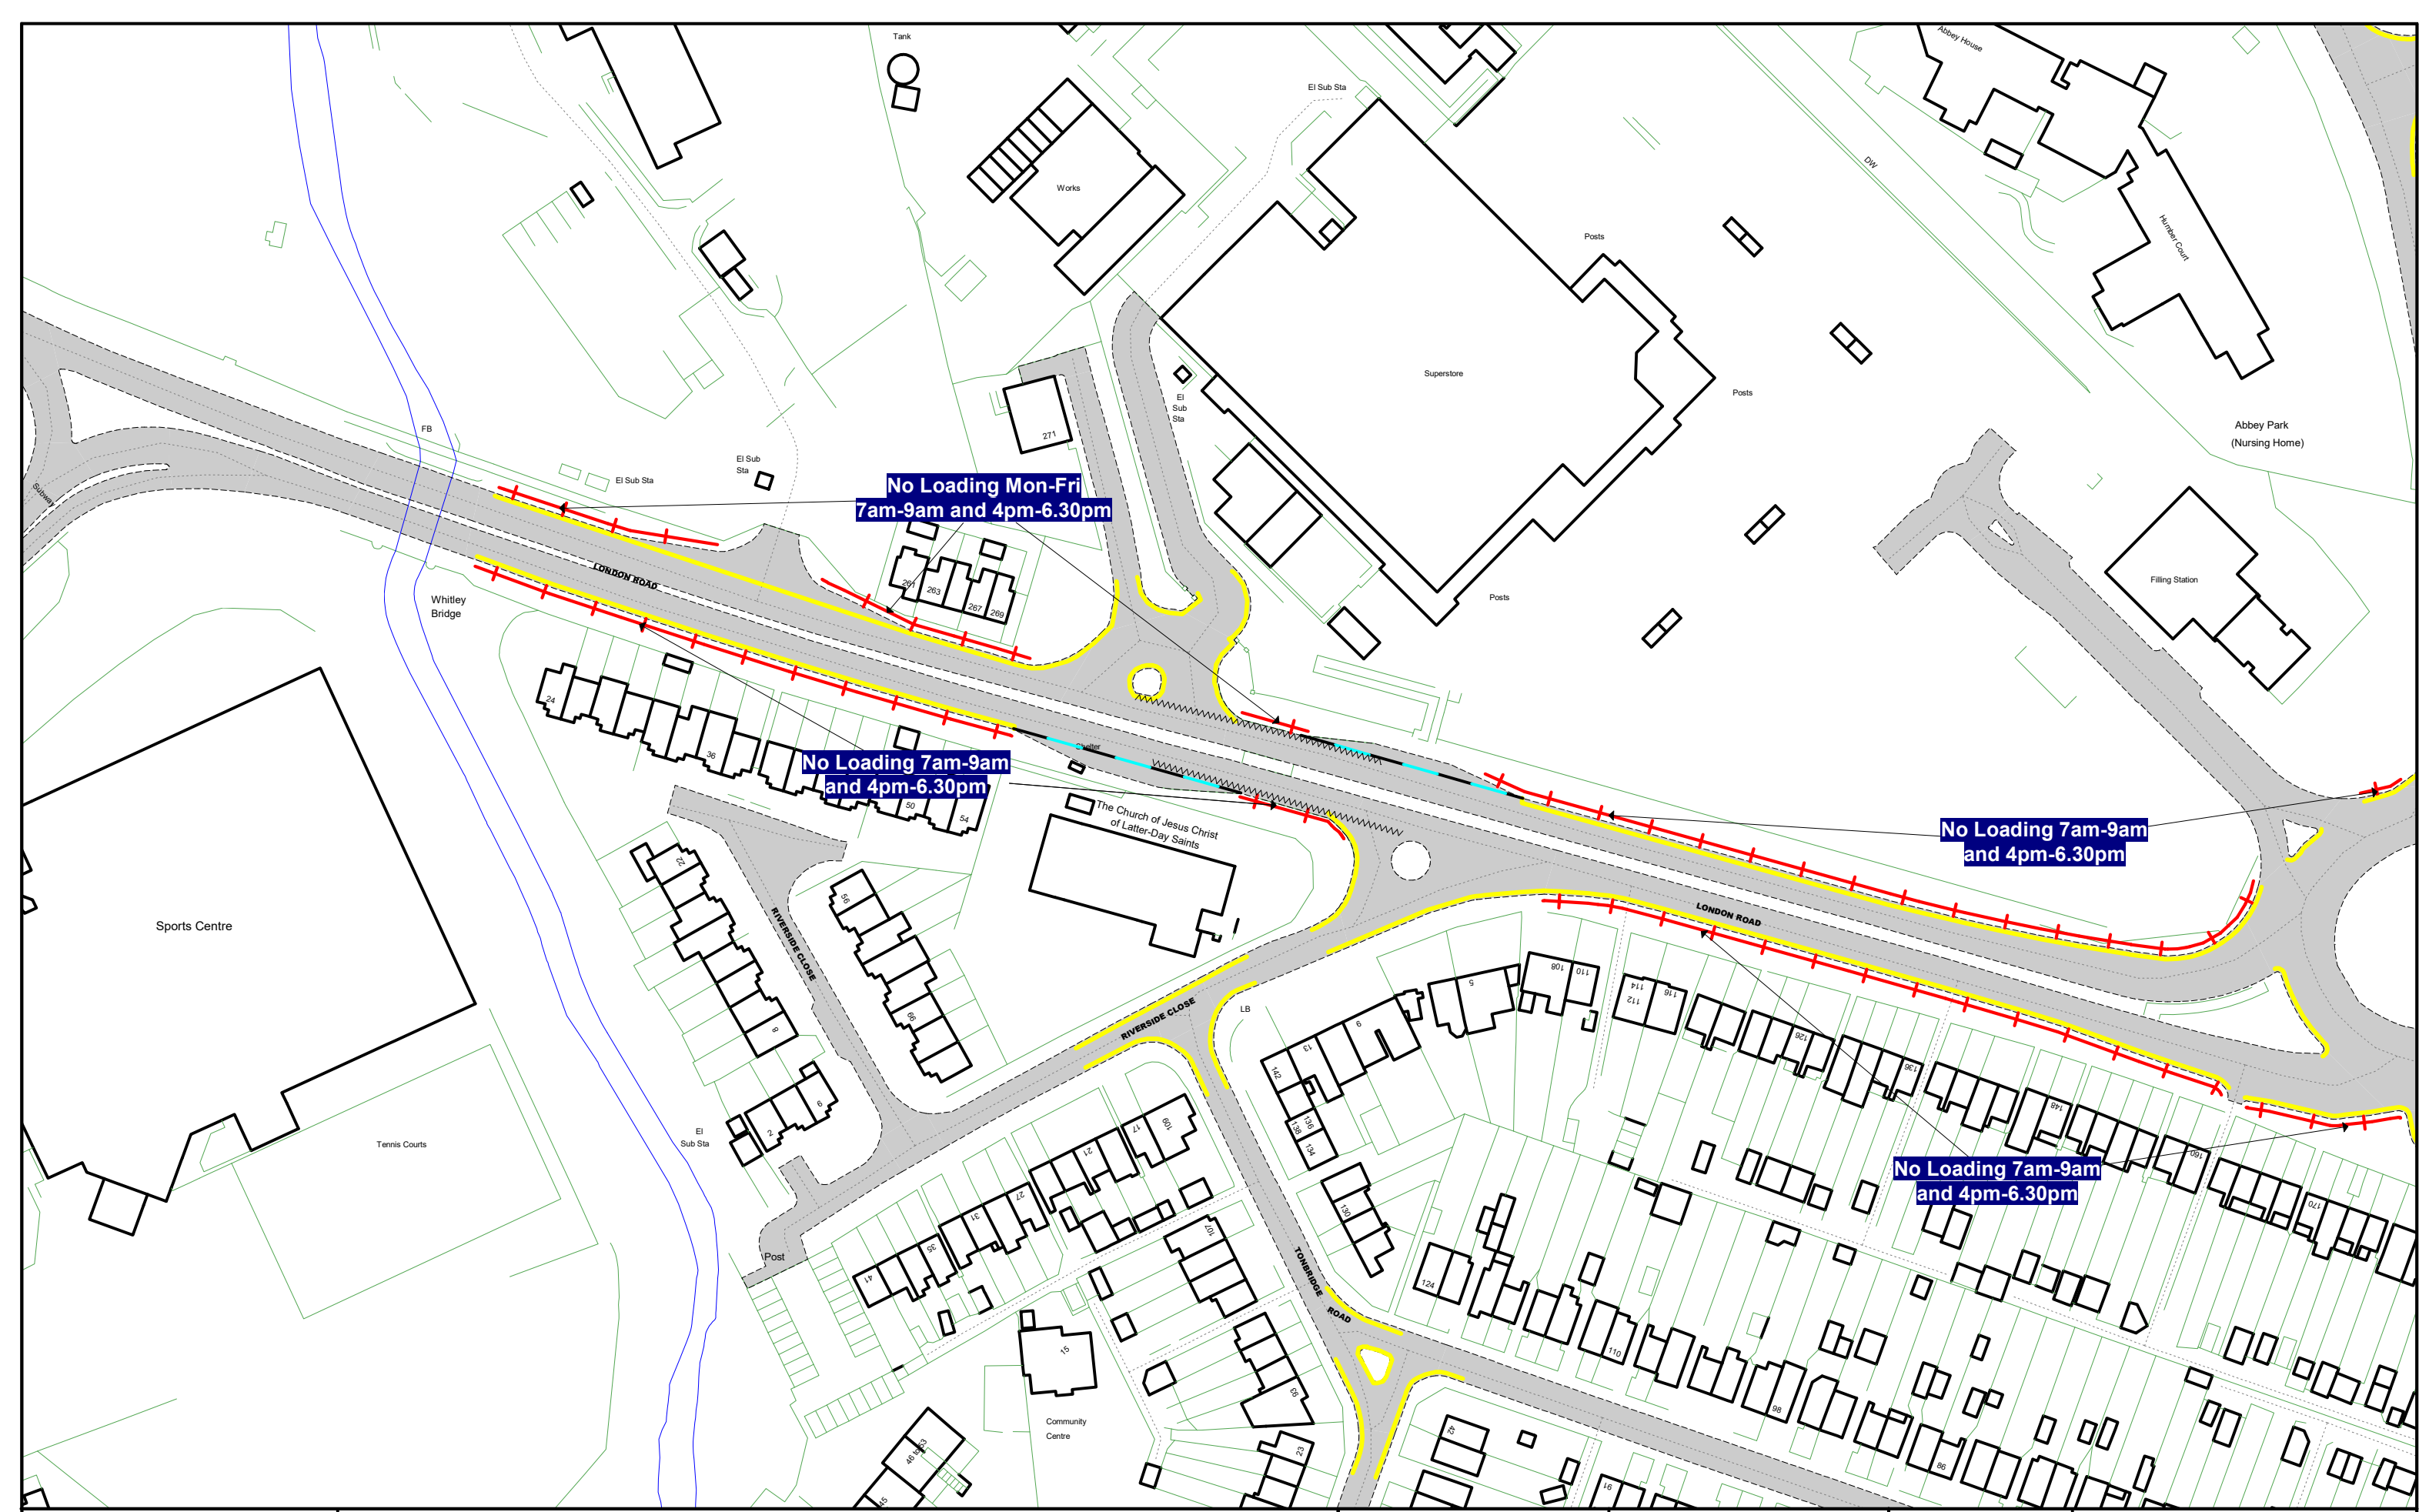 Tank
Abbey House
El Sub Sta
Works
DW
Humber Court
Posts
Superstore
Posts
El
Sub
Sta
Abbey Park
(Nursing Home)
FB
271
El Sub
Sta
El Sub Sta
Subway
No Loading Mon-Fri
7am-9am and 4pm-6.30pm
LONDON ROAD
261
263
267
269
Whitley
Bridge
Posts
Filling Station
24
36
Shelter
No Loading 7am-9am
and 4pm-6.30pm
50
54
The Church of Jesus Christ
of Latter-Day Saints
No Loading 7am-9am
and 4pm-6.30pm
22
56
Sports Centre
RIVERSIDE CLOSE
LONDON ROAD
66
8
RIVERSIDE CLOSE
LB
5
108
110
114
112
116
126
136
148
160
170
9
13
142
138
136
134
130
No Loading 7am-9am
and 4pm-6.30pm
El
Sub Sta
2
Tennis Courts
17
109
21
27
31
35
41
107
Post
TONBRIDGE
ROAD
124
110
98
86
15
93
Community
Centre
42
23
91
46 to 53
45